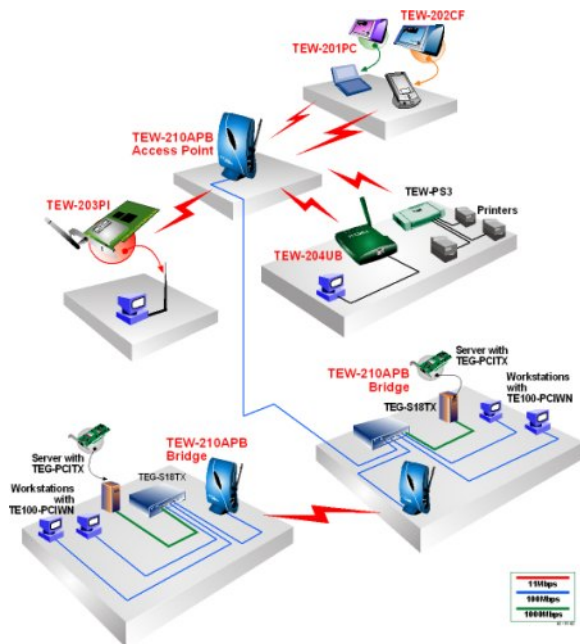 TEW-202CF
TEW-201PC
TEW-210APB
Access Point
TEW-PS3
Printers
TEW-203PI
TEW-204UB
Server with
TEG-PCITX
TEW-210APB
Bridge
Workstations
with
TE100-PCIWN
TEG-S18TX
TEW-210APB
Bridge
Server with
TEG-PCITX
TEG-S18TX
Workstations
with
TE100-PCIWN
11Mbps
100Mbps
1000Mbps